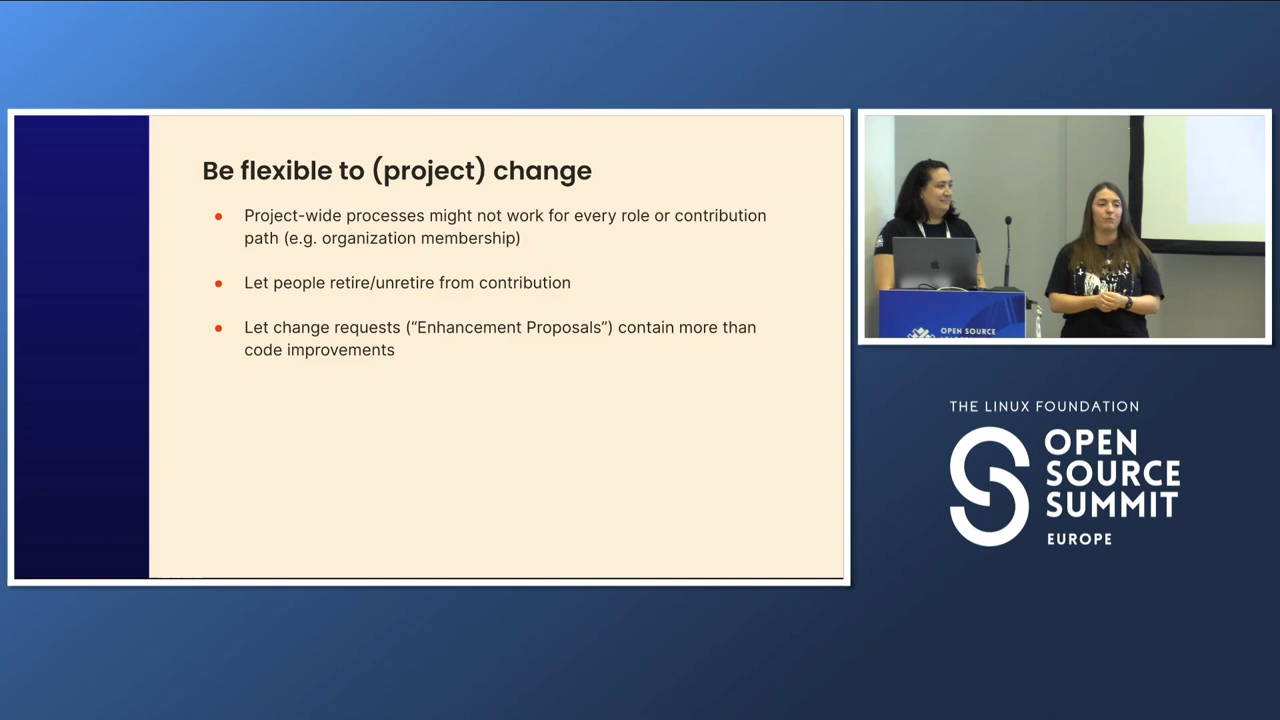 Be flexible to (project) change
Project-wide processes might not work for every role or contribution
path (e.g. organization membership)
Let people retire/unretire from contribution
Let change requests (“Enhancement Proposals”) contain more than
code improvements
OPEN SOURCE
THE LINUX FOUNDATION
OPEN
SOURCE
SUMMIT
EUROPE